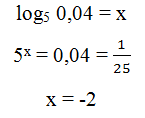 log₅ 0,04 = x
5ˣ = 0,04 = 1/25
x = -2